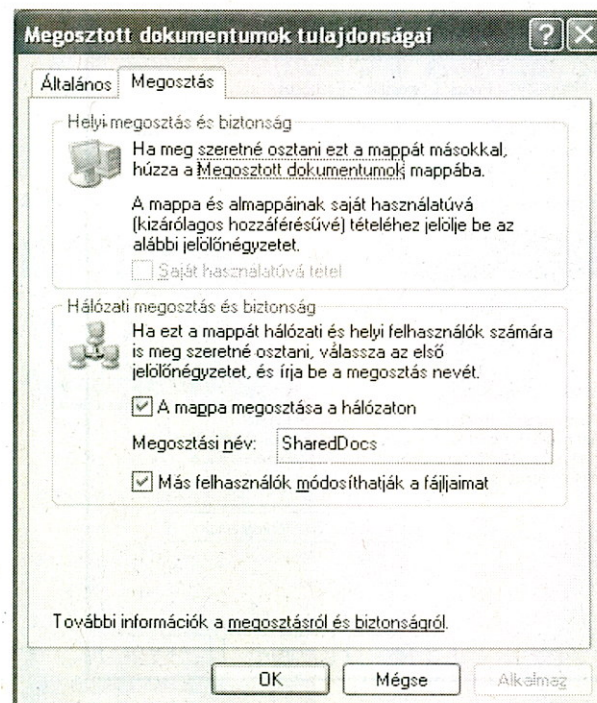 Megosztott dokumentumok tulajdonságai
Általános
Megosztás
Helyi megosztás és biztonság
Ha meg szeretné osztani ezt a mappát másokkal,
húzza a Megosztott dokumentumok mappába.
A mappa és almappáinak saját használatúvá
(kizárólagos hozzáférésűvé) tételéhez jelölje be az
alábbi jelölőnégyzetet.
Saját használatúvá tétel
Hálózati megosztás és biztonság
Ha ezt a mappát hálózati és helyi felhasználók számára
is meg szeretné osztani, válassza az első
jelölőnégyzetet, és írja be a megosztás nevét.
A mappa megosztása a hálózaton
Megosztási név: SharedDocs
Más felhasználók módosíthatják a fájljaimat
További információk a megosztásról és biztonságról.
OK
Mégse
Alkalmaz